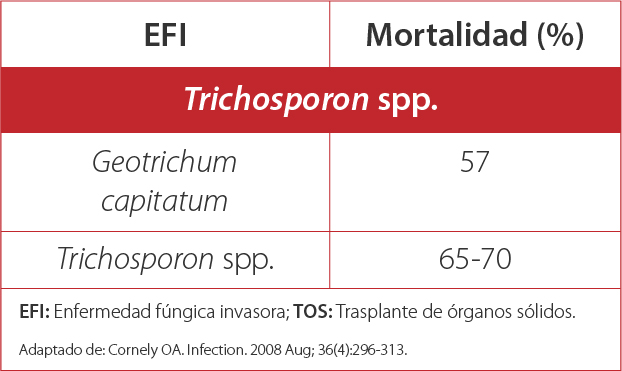 EFI Mortalidad (%)
Trichosporon spp.
Geotrichum 57
capitatum
Trichosporon spp. 65-70
EFI: Enfermedad fúngica invasora; TOS: Trasplante de órganos sólidos.
Adaptado de: Cornely OA. Infection. 2008 Aug; 36(4):296-313.